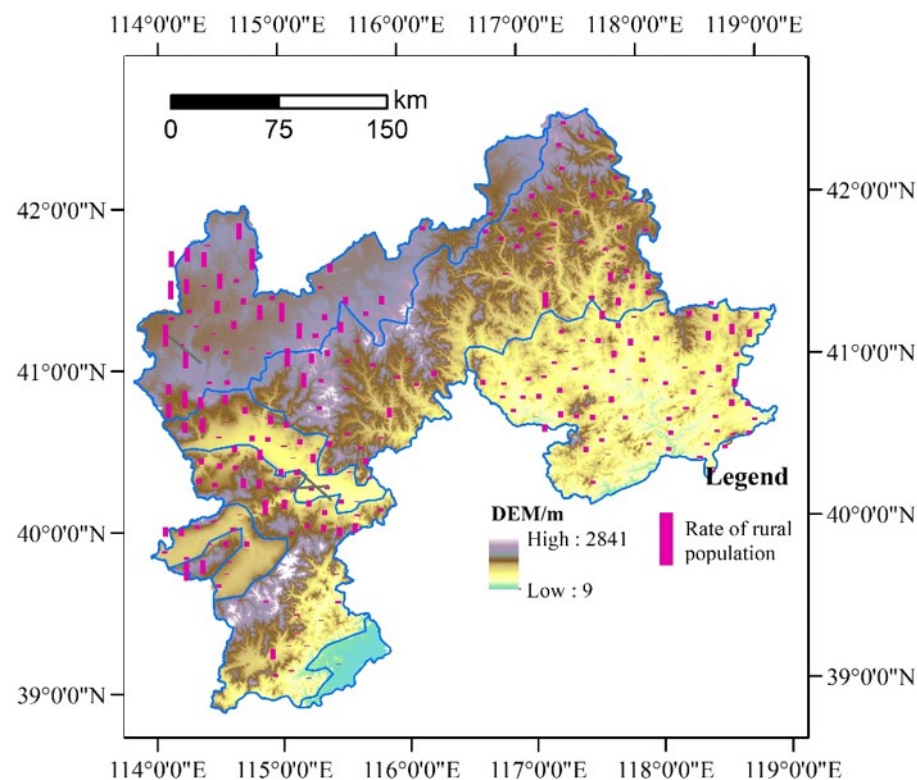 114°0'0"E 115°0'0"E 116°0'0"E 117°0'0"E 118°0'0"E 119°0'0"E
km
0 75 150
42°0'0"N 42°0'0"N
41°0'0"N 41°0'0"N
40°0'0"N 40°0'0"N
39°0'0"N 39°0'0"N
Legend
DEM/m
High : 2841
Low : 9
Rate of rural
population
114°0'0"E 115°0'0"E 116°0'0"E 117°0'0"E 118°0'0"E 119°0'0"E